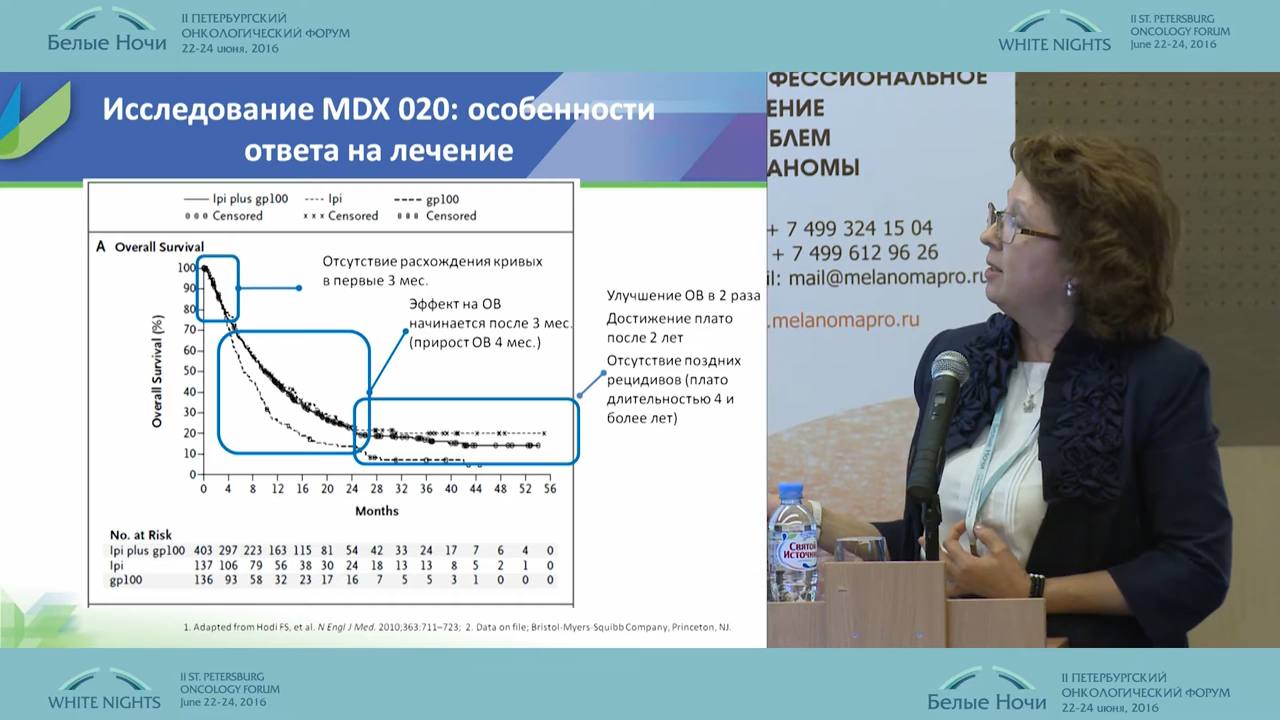 Белые Ночи
II ПЕТЕРБУРГСКИЙ
ОНКОЛОГИЧЕСКИЙ ФОРУМ
22-24 июня, 2016
WHITE NIGHTS
II ST. PETERSBURG
ONCOLOGY FORUM
June 22-24, 2016
Исследование MDX 020: особенности
ответа на лечение
Ipi plus gp100 Ipi gp100
Censored Censored Censored
A Overall Survival
Overall Survival (%)
100
90
80
70
60
50
40
30
20
10
0
0 4 8 12 16 20 24 28 32 36 40 44 48 52 56
Months
Отсутствие расхождения кривых
в первые 3 мес.
Эффект на ОВ
начинается после 3 мес.
(прирост ОВ 4 мес.)
Улучшение ОВ в 2 раза
Достижение плато
после 2 лет
Отсутствие поздних
рецидивов (плато
длительностью 4 и
более лет)
No. at Risk
Ipi plus gp100 403 297 223 163 115 81 54 42 33 24 17 7 6 4 0
Ipi 137 106 79 56 38 30 24 18 13 13 8 5 2 1 0
gp100 136 93 58 32 23 17 16 7 5 5 3 1 0 0 0
1. Adapted from Hodi FS, et al. N Engl J Med. 2010;363:711–723; 2. Data on file; Bristol-Myers-Squibb Company, Princeton, NJ.
ФЕССИОНАЛЬНОЕ
ЕНИЕ
БЛЕМ
АНОМЫ
+ 7 499 324 15 04
+ 7 499 612 96 26
il: mail@melanomapro.ru
.melanomapro.ru
Святой
Источник
WHITE NIGHTS
II ST. PETERSBURG
ONCOLOGY FORUM
June 22-24, 2016
Белые Ночи
II ПЕТЕРБУРГСКИЙ
ОНКОЛОГИЧЕСКИЙ ФОРУМ
22-24 июня, 2016